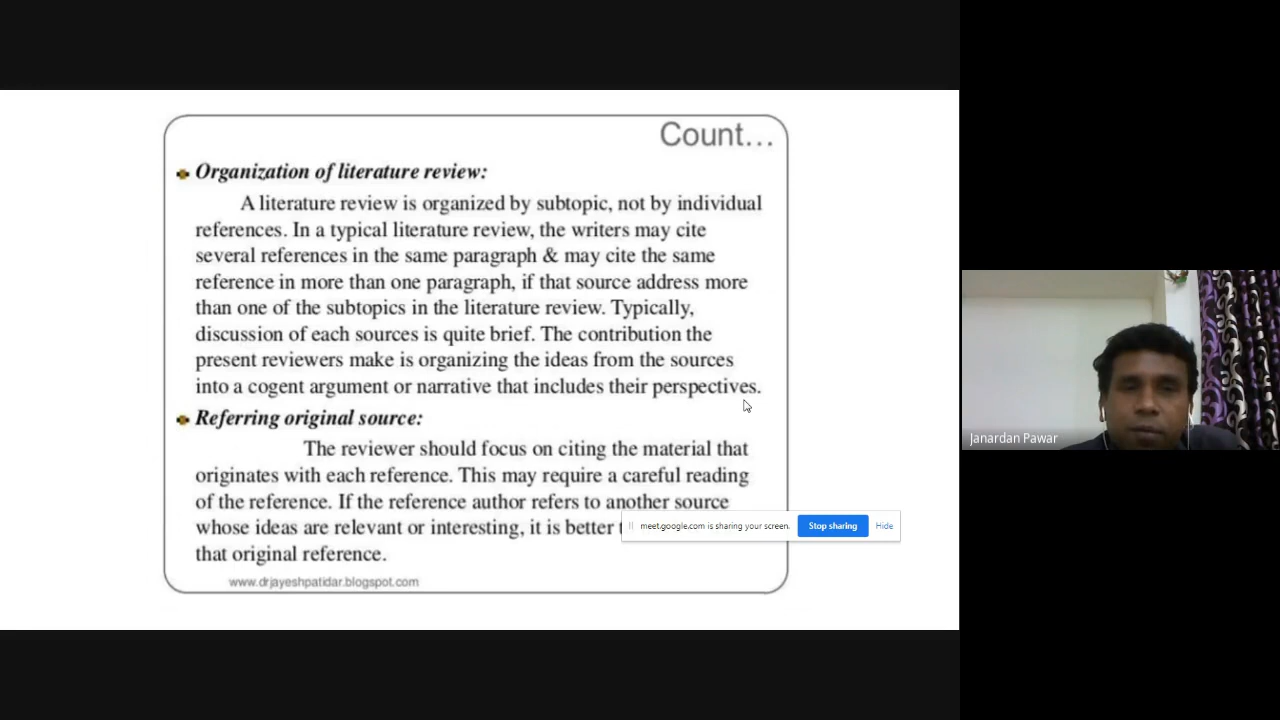 Count...
Organization of literature review:
A literature review is organized by subtopic, not by individual
references. In a typical literature review, the writers may cite
several references in the same paragraph & may cite the same
reference in more than one paragraph, if that source address more
than one of the subtopics in the literature review. Typically,
discussion of each sources is quite brief. The contribution the
present reviewers make is organizing the ideas from the sources
into a cogent argument or narrative that includes their perspectives.
Referring original source:
The reviewer should focus on citing the material that
originates with each reference. This may require a careful reading
of the reference. If the reference author refers to another source
whose ideas are relevant or interesting, it is better
that original reference.
www.drjayeshpatidar.blogspot.com
meet.google.com is sharing your screen.
Stop sharing
Hide
Janardan Pawar